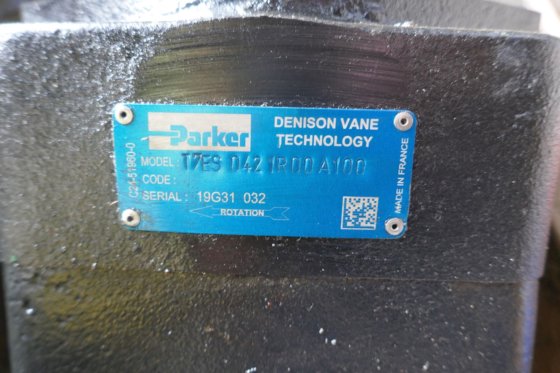 Parker
DENISON VANE
TECHNOLOGY
MODEL: T7ES 042 1R00 A100
CODE :
SERIAL : 19G31 032
ROTATION
MADE IN FRANCE